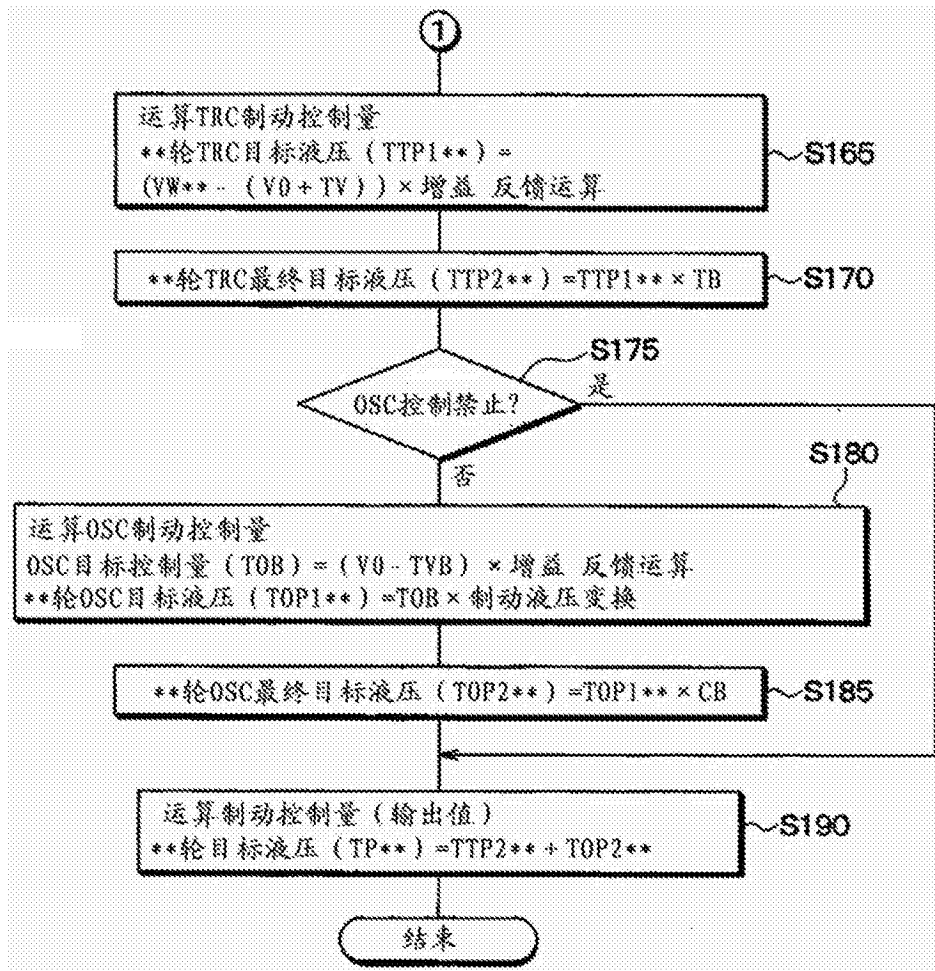 1
运算TRC制动控制量
**轮TRC目标液压(TTP1**)=
(VW**-(V0+TV))×增益 反馈运算
S165
**轮TRC最终目标液压(TTP2**)=TTP1**×TB
S170
S175
OSC控制禁止?
是
否
S180
运算OSC制动控制量
OSC目标控制量(TOB)=(V0-TVB)×增益 反馈运算
**轮OSC目标液压(TOP1**)=TOB×制动液压变换
**轮OSC最终目标液压(TOP2**)=TOP1**×CB
S185
运算制动控制量(输出值)
**轮目标液压(TP**)=TTP2**+TOP2**
S190
结束